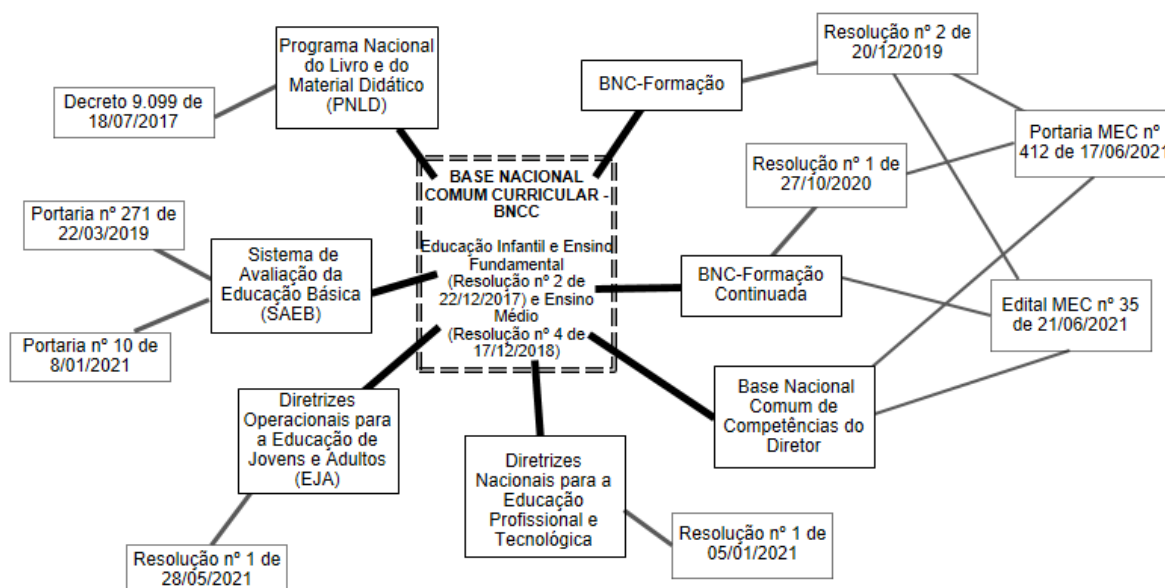 Programa Nacional
do Livro e do
Material Didático
(PNLD)
Decreto 9.099 de
18/07/2017
BNC-Formação
Resolução nº 2 de
20/12/2019
Portaria MEC nº
412 de 17/06/2021
Resolução nº 1 de
27/10/2020
BASE NACIONAL
COMUM CURRICULAR -
BNCC
Educação Infantil e Ensino
Fundamental
(Resolução nº 2 de
22/12/2017) e Ensino
Médio
(Resolução nº 4 de
17/12/2018)
Portaria nº 271 de
22/03/2019
Sistema de
Avaliação da
Educação Básica
(SAEB)
Portaria nº 10 de
8/01/2021
BNC-Formação
Continuada
Edital MEC nº 35
de 21/06/2021
Base Nacional
Comum de
Competências do
Diretor
Diretrizes
Operacionais para
a Educação de
Jovens e Adultos
(EJA)
Diretrizes
Nacionais para a
Educação
Profissional e
Tecnológica
Resolução nº 1 de
05/01/2021
Resolução nº 1 de
28/05/2021